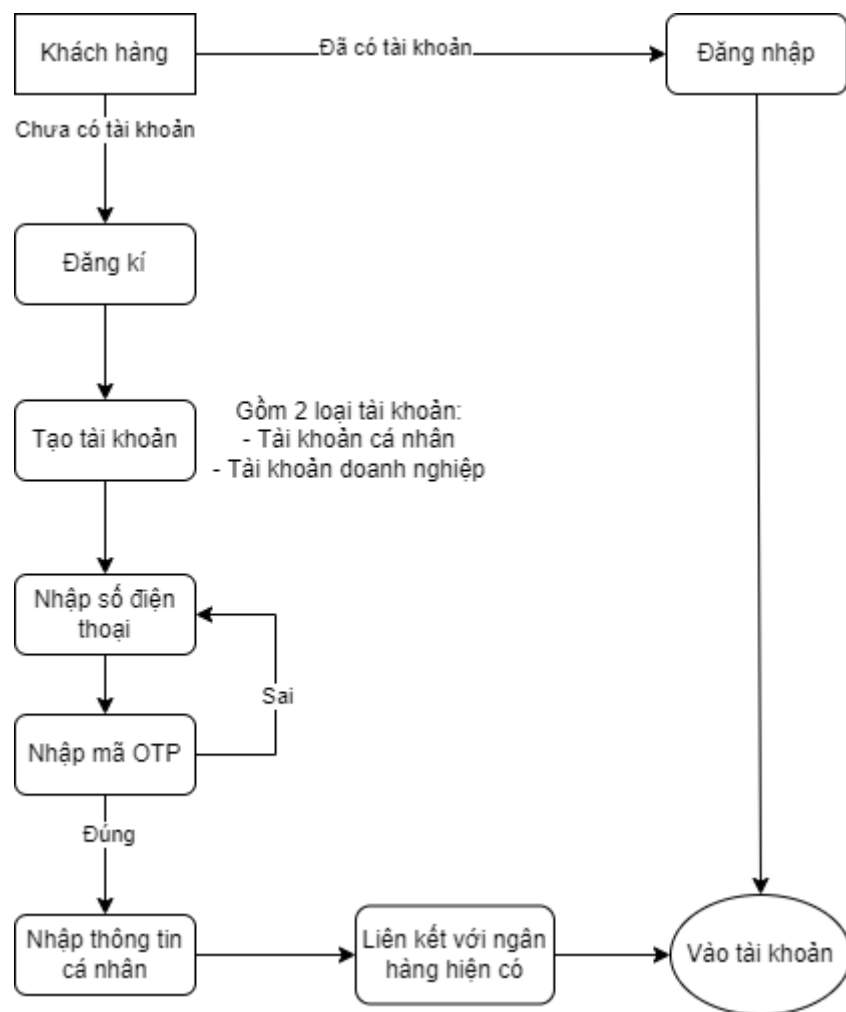 Khách hàng
Đã có tài khoản
Đăng nhập
Chưa có tài khoản
Đăng kí
Tạo tài khoản
Gồm 2 loại tài khoản:
- Tài khoản cá nhân
- Tài khoản doanh nghiệp
Nhập số điện
thoại
Sai
Nhập mã OTP
Đúng
Nhập thông tin
cá nhân
Liên kết với ngân
hàng hiện có
Vào tài khoản